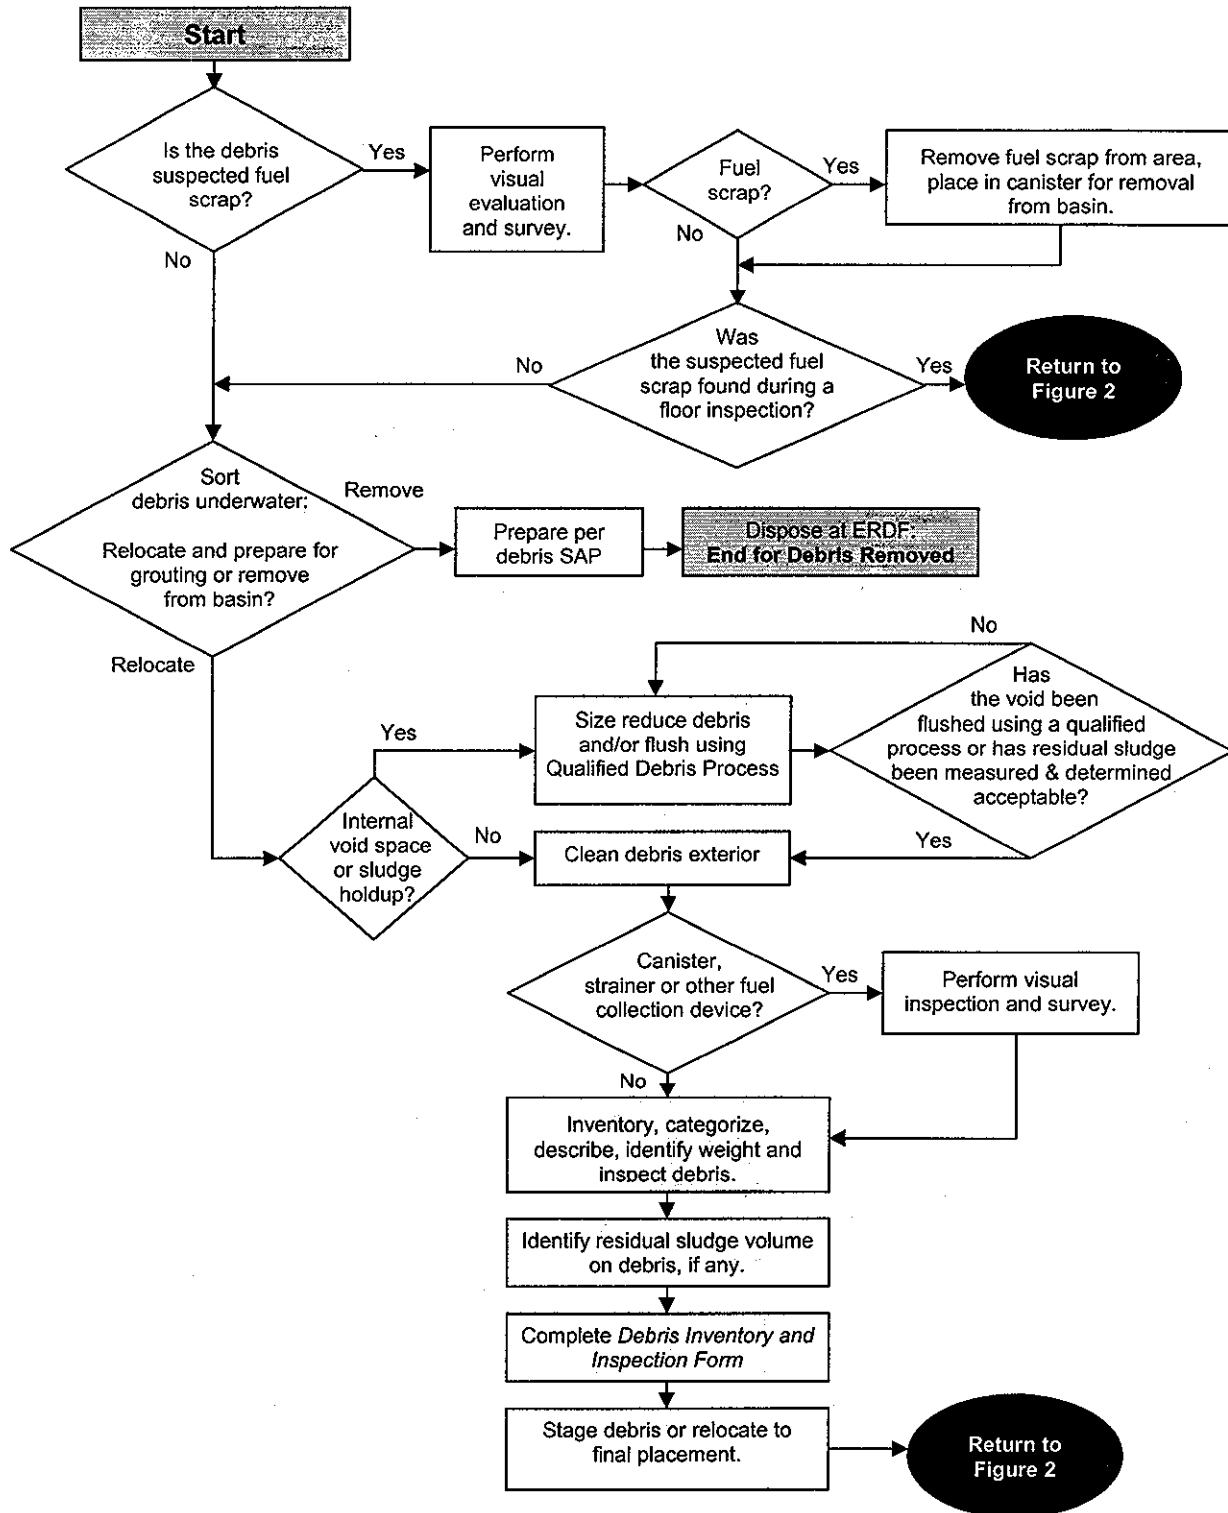 Start
Is the debris
suspected fuel
scrap?
Yes
Perform
visual
evaluation
and survey.
Fuel
scrap?
Yes
Remove fuel scrap from area,
place in canister for removal
from basin.
No
No
Was
the suspected fuel
scrap found during a
floor inspection?
No
Yes
Return to
Figure 2
Sort
debris underwater:
Relocate and prepare for
grouting or remove
from basin?
Remove
Prepare per
debris SAP
Dispose at ERDF:
End for Debris Removed
Relocate
No
Has
the void been
flushed using a qualified
process or has residual sludge
been measured & determined
acceptable?
Size reduce debris
and/or flush using
Qualified Debris Process
Yes
Internal
void space
or sludge
holdup?
No
Clean debris exterior
Yes
Canister,
strainer or other fuel
collection device?
Yes
Perform visual
inspection and survey.
No
Inventory, categorize,
describe, identify weight and
inspect debris.
Identify residual sludge volume
on debris, if any.
Complete Debris Inventory and
Inspection Form
Stage debris or relocate to
final placement.
Return to
Figure 2